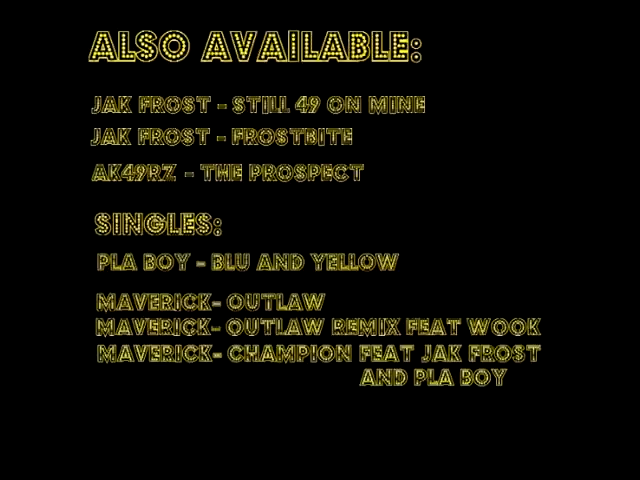 ALSO AVAILABLE:
JAK FROST - STILL 49 ON MINE
JAK FROST - FROSTBITE
AK49RZ - THE PROSPECT
SINGLES:
PLA BOY - BLU AND YELLOW
MAVERICK- OUTLAW
MAVERICK- OUTLAW REMIX FEAT WOOK
MAVERICK- CHAMPION FEAT JAK FROST
AND PLA BOY